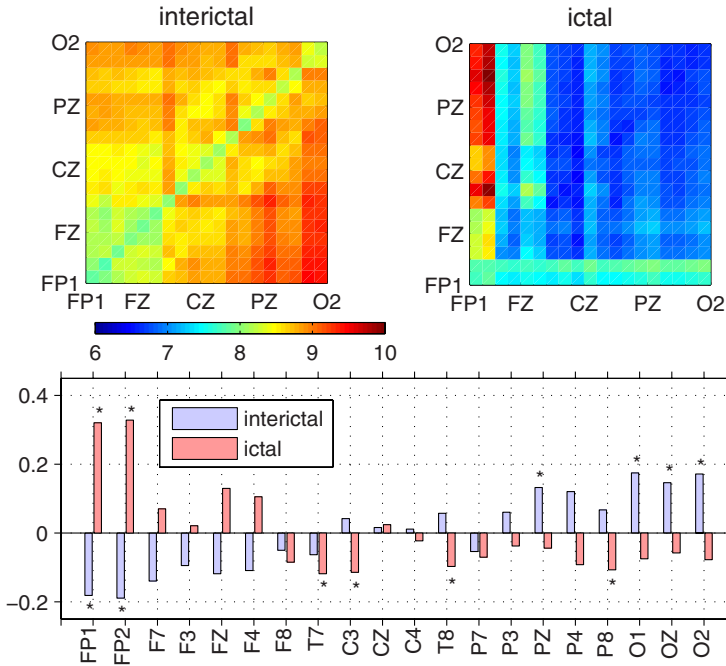 interictal
ictal
O2
PZ
CZ
FZ
FP1
FP1 FZ CZ PZ O2
O2
PZ
CZ
FZ
FP1
FP1 FZ CZ PZ O2
6 7 8 9 10
0.4
0.2
0
−0.2
interictal
ictal
* * * * * * * * * * * *
FP1 FP2 F7 F3 FZ F4 F8 T7 C3 CZ C4 T8 P7 P3 PZ P4 P8 O1 OZ O2